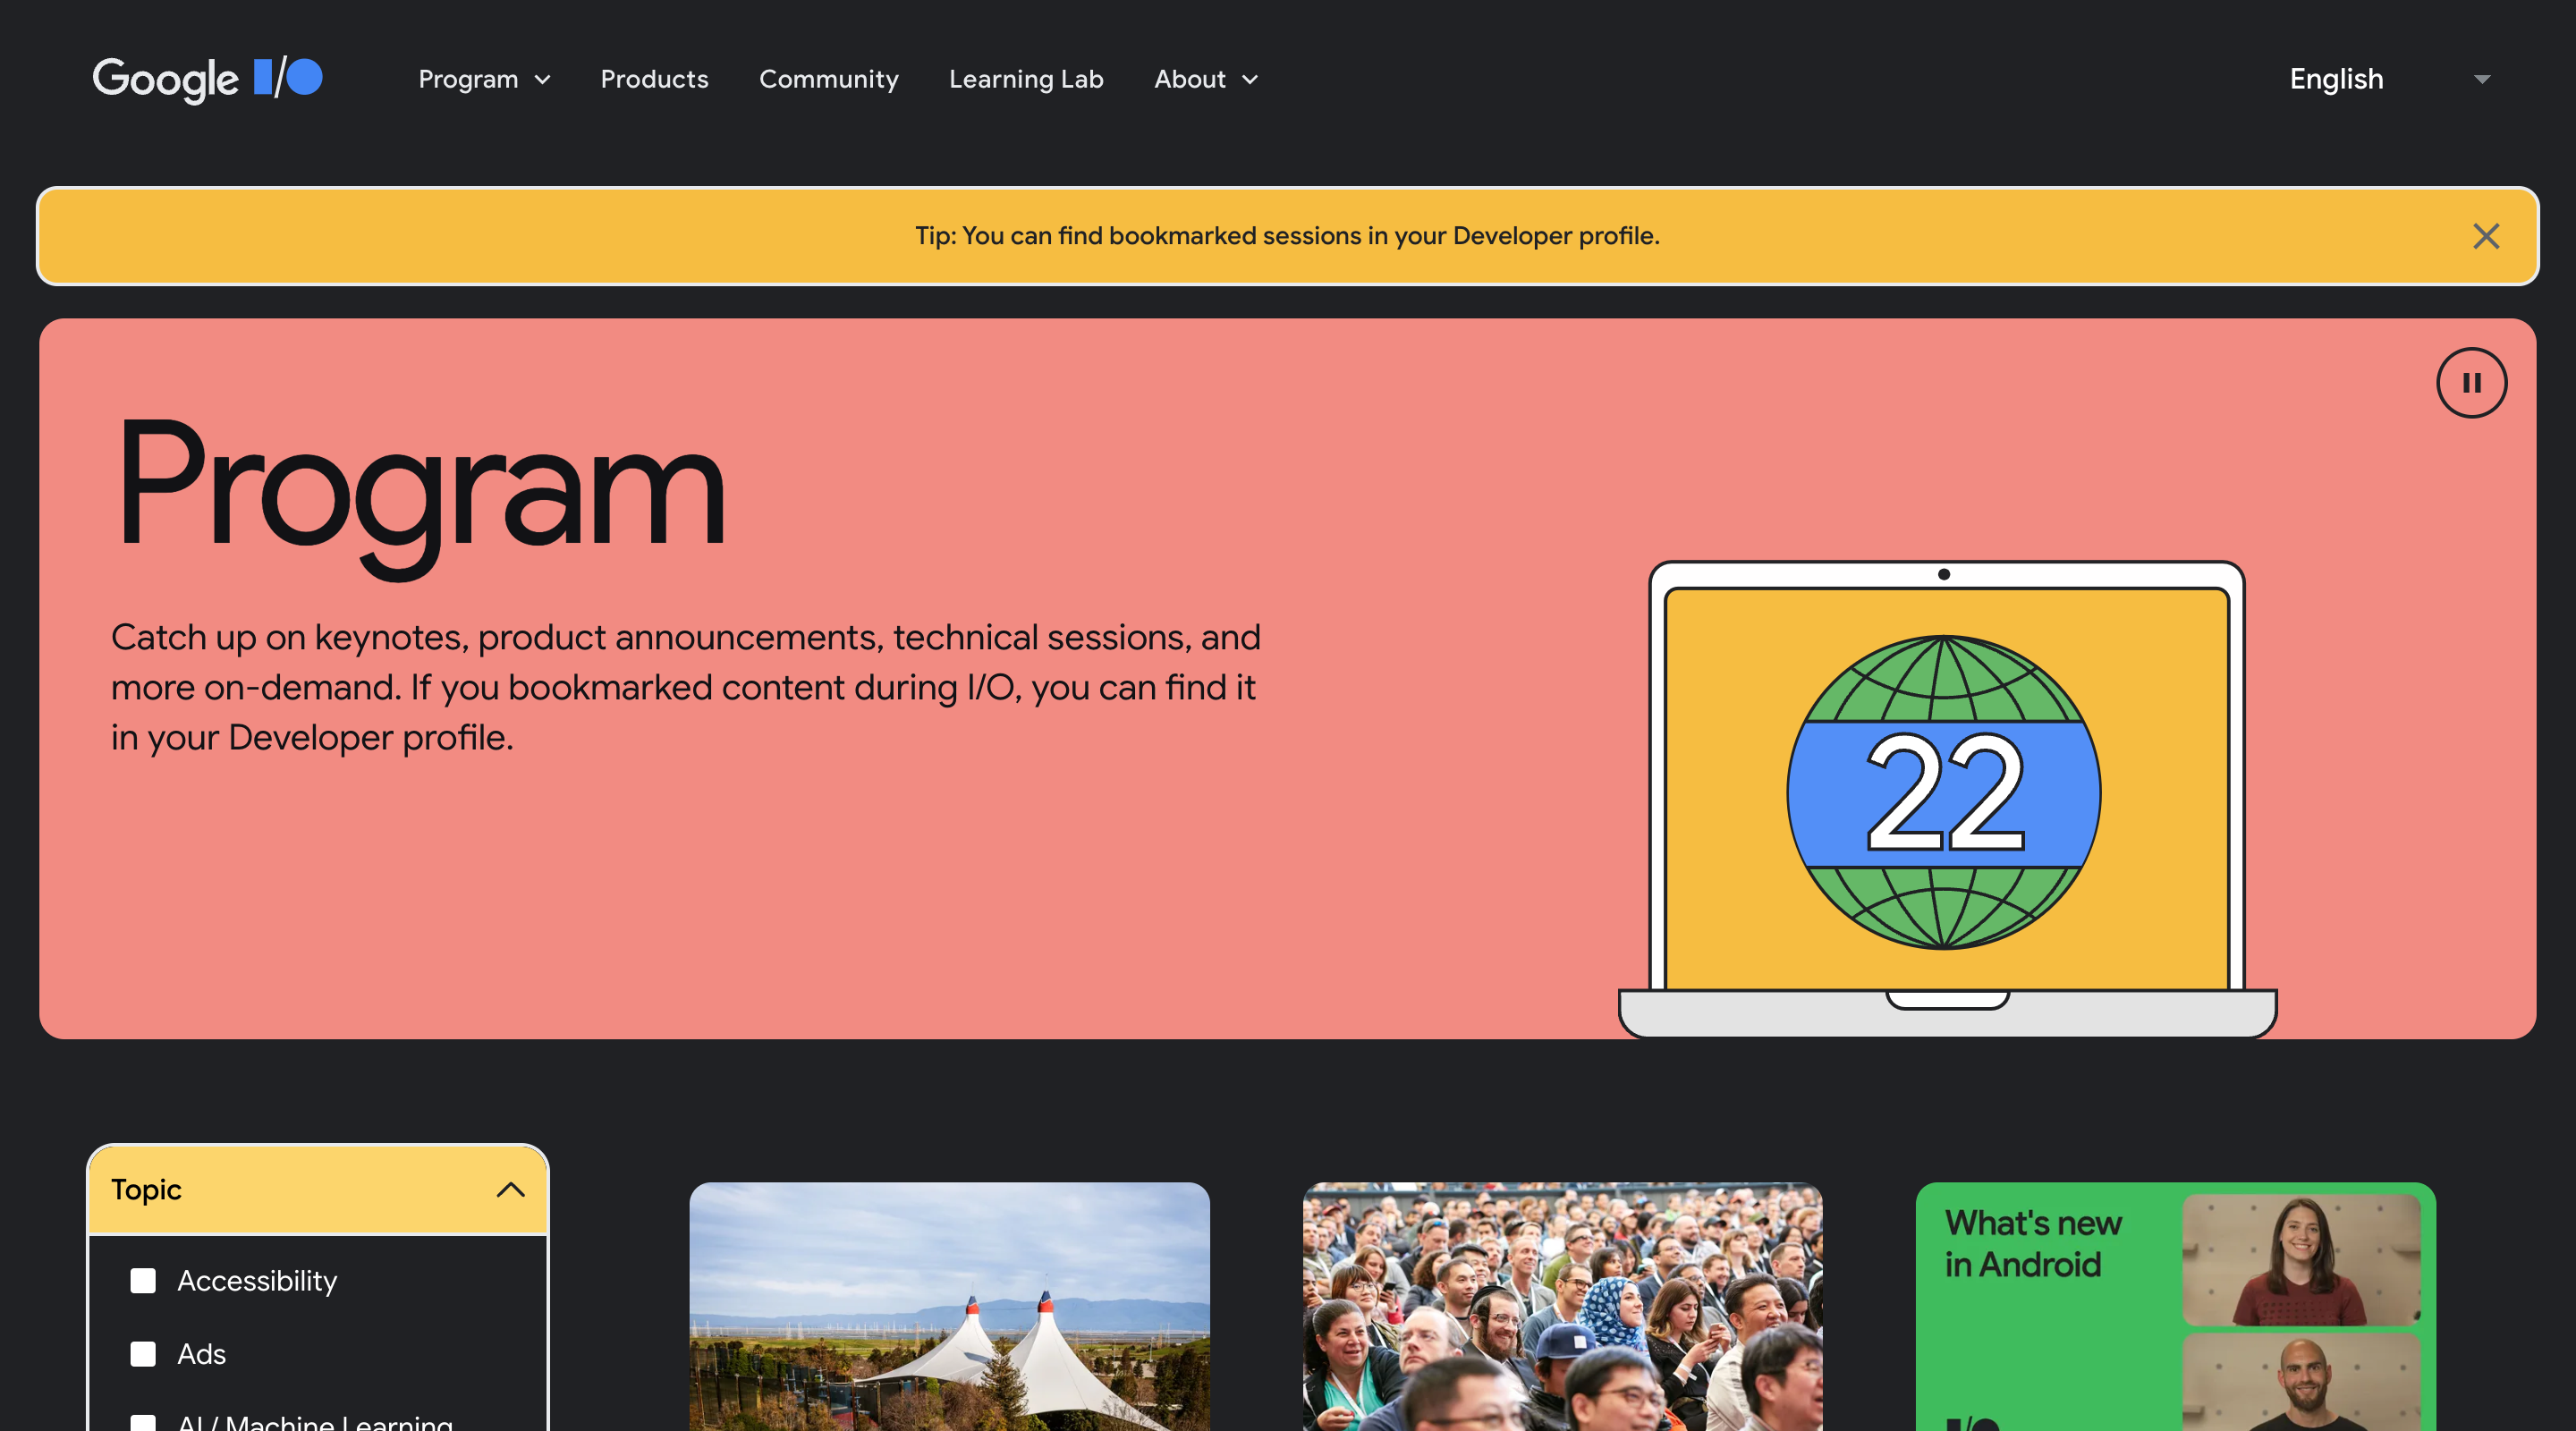 Google I/O
Program
Products
Community
Learning Lab
About
English
Tip: You can find bookmarked sessions in your Developer profile.
Program
Catch up on keynotes, product announcements, technical sessions, and
more on-demand. If you bookmarked content during I/O, you can find it
in your Developer profile.
22
Topic
Accessibility
Ads
AI / Machine Learning
What's new
in Android
I/O